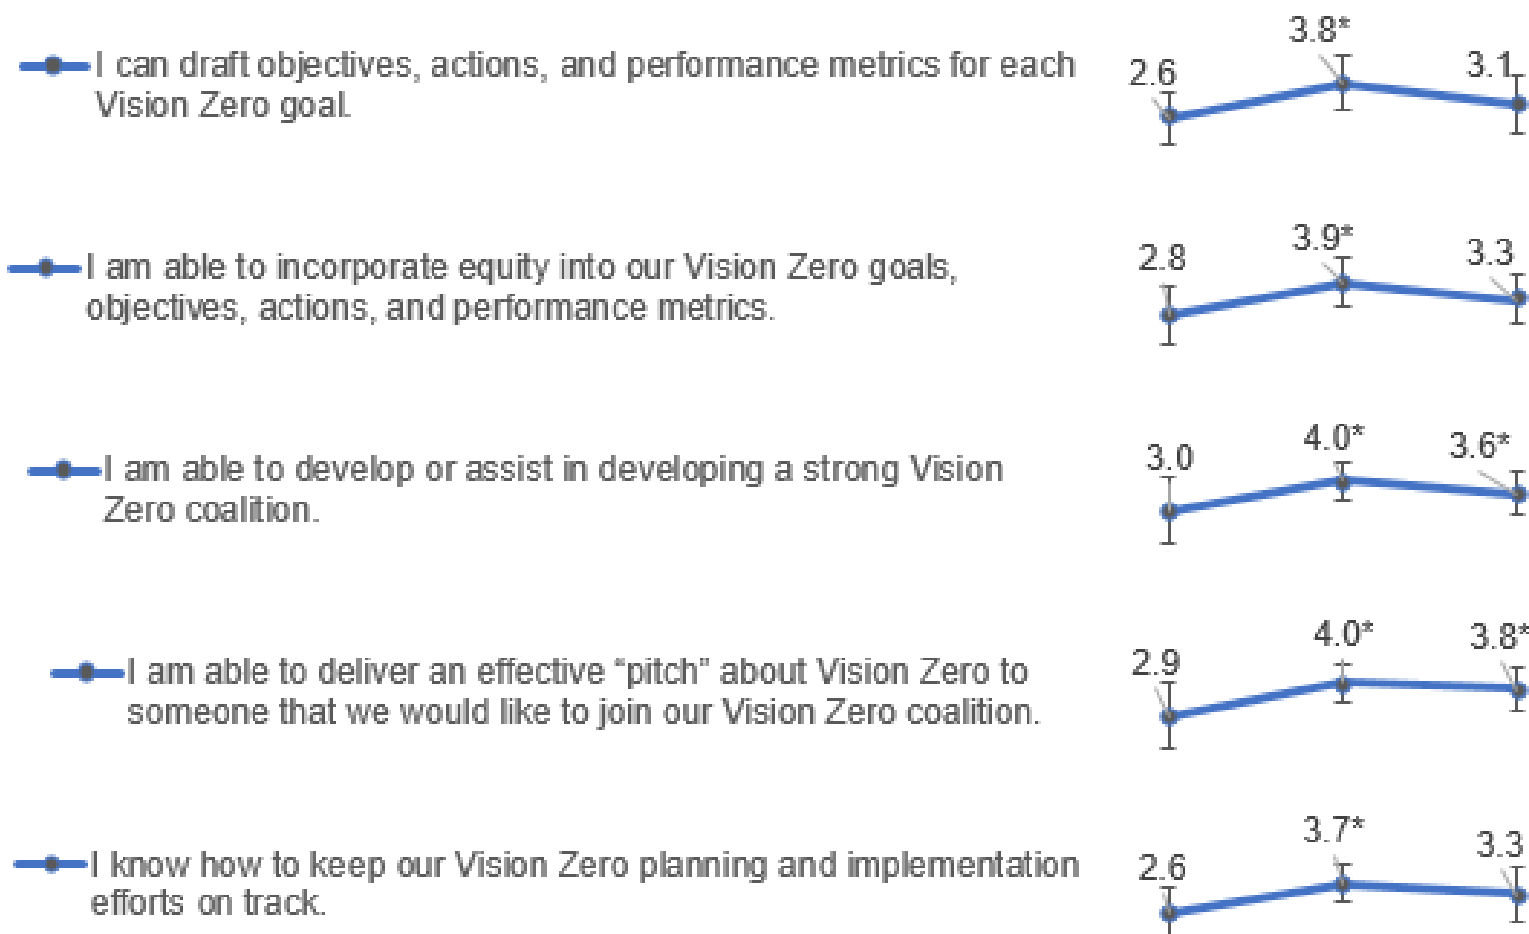 3.8*
2.6
3.1
I can draft objectives, actions, and performance metrics for each
Vision Zero goal.
3.9*
2.8
3.3
I am able to incorporate equity into our Vision Zero goals,
objectives, actions, and performance metrics.
4.0*
3.0
3.6*
I am able to develop or assist in developing a strong Vision
Zero coalition.
4.0*
2.9
3.8*
I am able to deliver an effective “pitch” about Vision Zero to
someone that we would like to join our Vision Zero coalition.
3.7*
2.6
3.3
I know how to keep our Vision Zero planning and implementation
efforts on track.